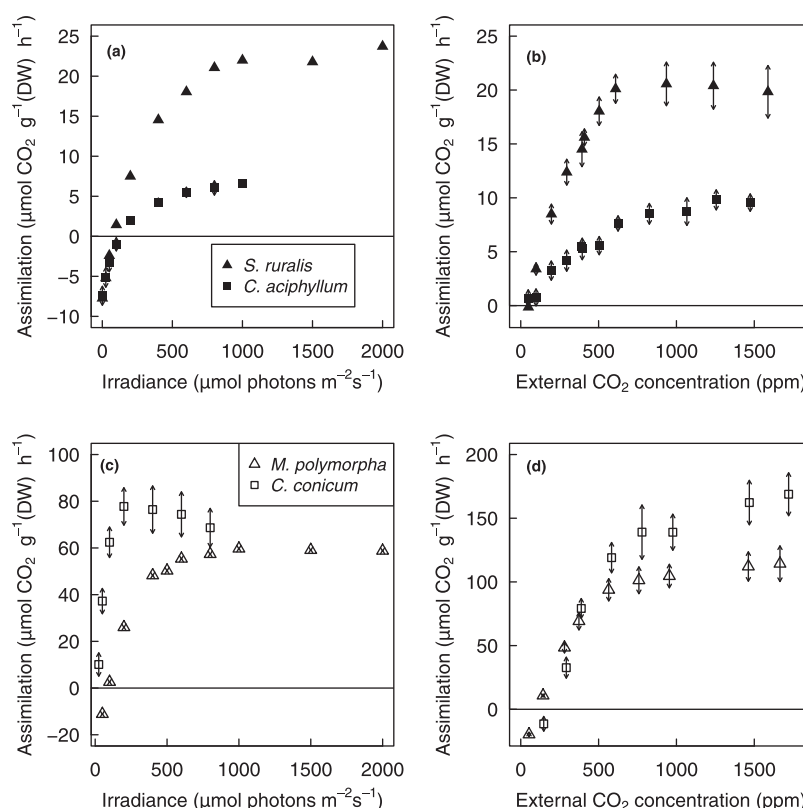 (a)
Assimilation (μmol CO₂ g⁻¹(DW) h⁻¹)
25
20
15
10
5
0
−5
−10
S. ruralis
C. aciphyllum
0 500 1000 1500 2000
Irradiance (μmol photons m⁻²s⁻¹)
(b)
Assimilation (μmol CO₂ g⁻¹(DW) h⁻¹)
25
20
15
10
5
0
0 500 1000 1500
External CO₂ concentration (ppm)
(c)
Assimilation (μmol CO₂ g⁻¹(DW) h⁻¹)
100
80
60
40
20
0
−20
M. polymorpha
C. conicum
0 500 1000 1500 2000
Irradiance (μmol photons m⁻²s⁻¹)
(d)
Assimilation (μmol CO₂ g⁻¹(DW) h⁻¹)
200
150
100
50
0
0 500 1000 1500
External CO₂ concentration (ppm)